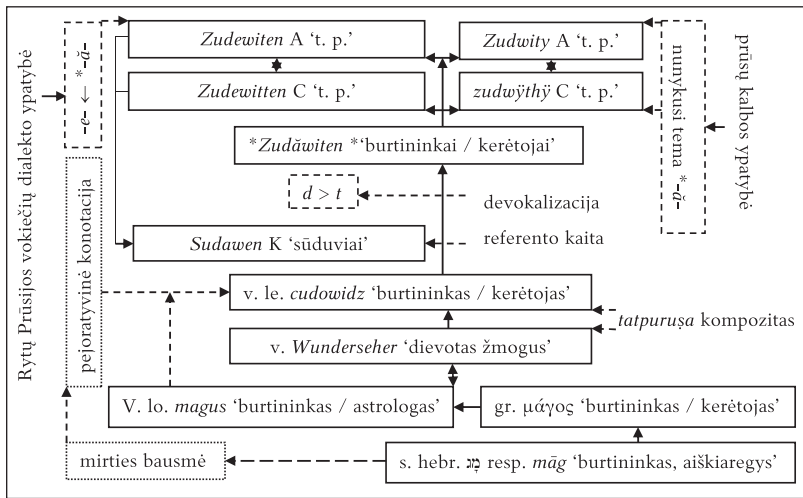 Rytų Prūsijos vokiečių dialekto ypatybė
-e- ← *-ă-
Zudewiten A ‘t. p.’
Zudwity A ‘t. p.’
Zudewitten C ‘t. p.’
zudwÿthÿ C ‘t. p.’
nunykusi tema *-ă-
prūsų kalbos ypatybė
*Zudăwiten *‘burtininkai / kerėtojai’
d > t
devokalizacija
Sudawen K ‘sūduviai’
referento kaita
pejoratyvinė konotacija
v. le. cudowidz ‘burtininkas / kerėtojas’
tatpuruṣa kompozitas
v. Wunderseher ‘dievotas žmogus’
V. lo. magus ‘burtininkas / astrologas’
gr. μάγος ‘burtininkas / kerėtojas’
mirties bausmė
s. hebr. מָג resp. māg ‘burtininkas, aiškiaregys’